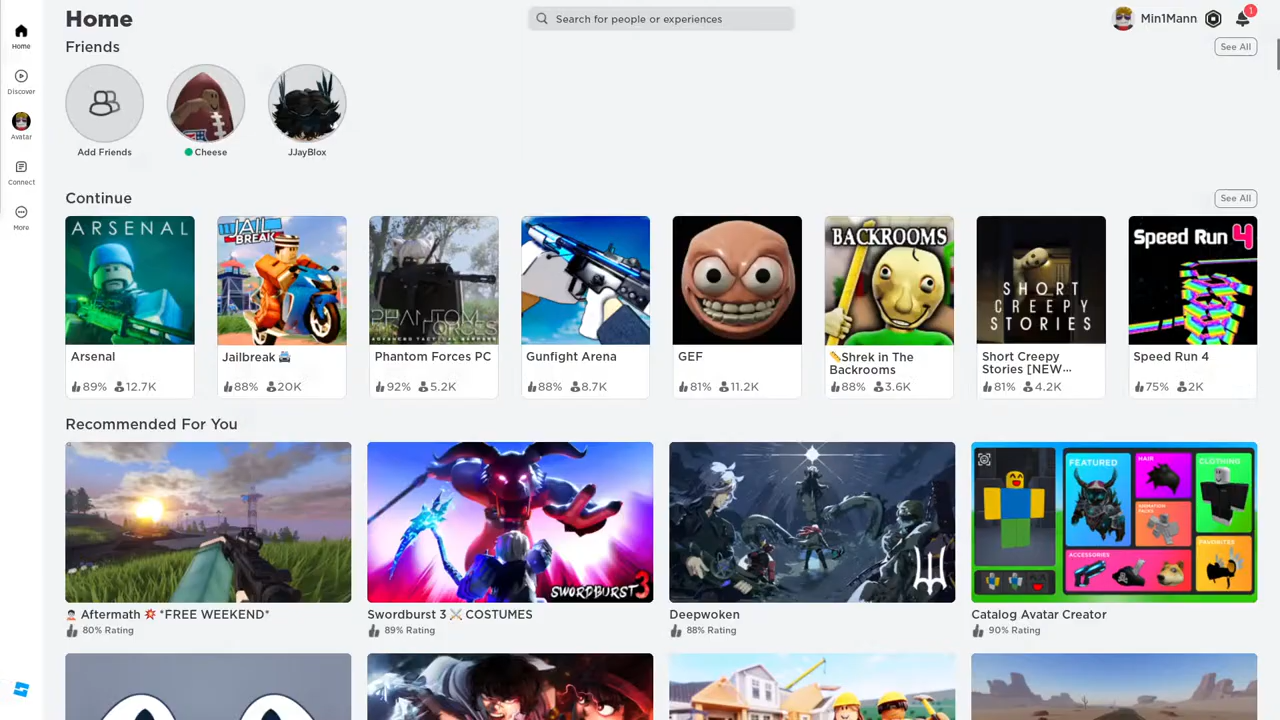 Home
Search for people or experiences
Min1Mann
1
Home
Discover
Avatar
Connect
More
Friends
See All
Add Friends
Cheese
JJayBlox
Continue
See All
ARSENAL
JAIL
BREAK
PHANTOM
FORCES
BACKROOMS
SHORT
CREEPY
STORIES
Speed Run 4
Arsenal
89% 12.7K
Jailbreak
88% 20K
Phantom Forces PC
92% 5.2K
Gunfight Arena
88% 8.7K
GEF
81% 11.2K
Shrek in The
Backrooms
88% 3.6K
Short Creepy
Stories [NEW...
81% 4.2K
Speed Run 4
75% 2K
Recommended For You
SWORDBURST 3
FEATURED
HAIR
CLOTHING
ANIMATION
PACKS
ACCESSORIES
FAVORITES
Aftermath *FREE WEEKEND*
80% Rating
Swordburst 3 COSTUMES
89% Rating
Deepwoken
88% Rating
Catalog Avatar Creator
90% Rating